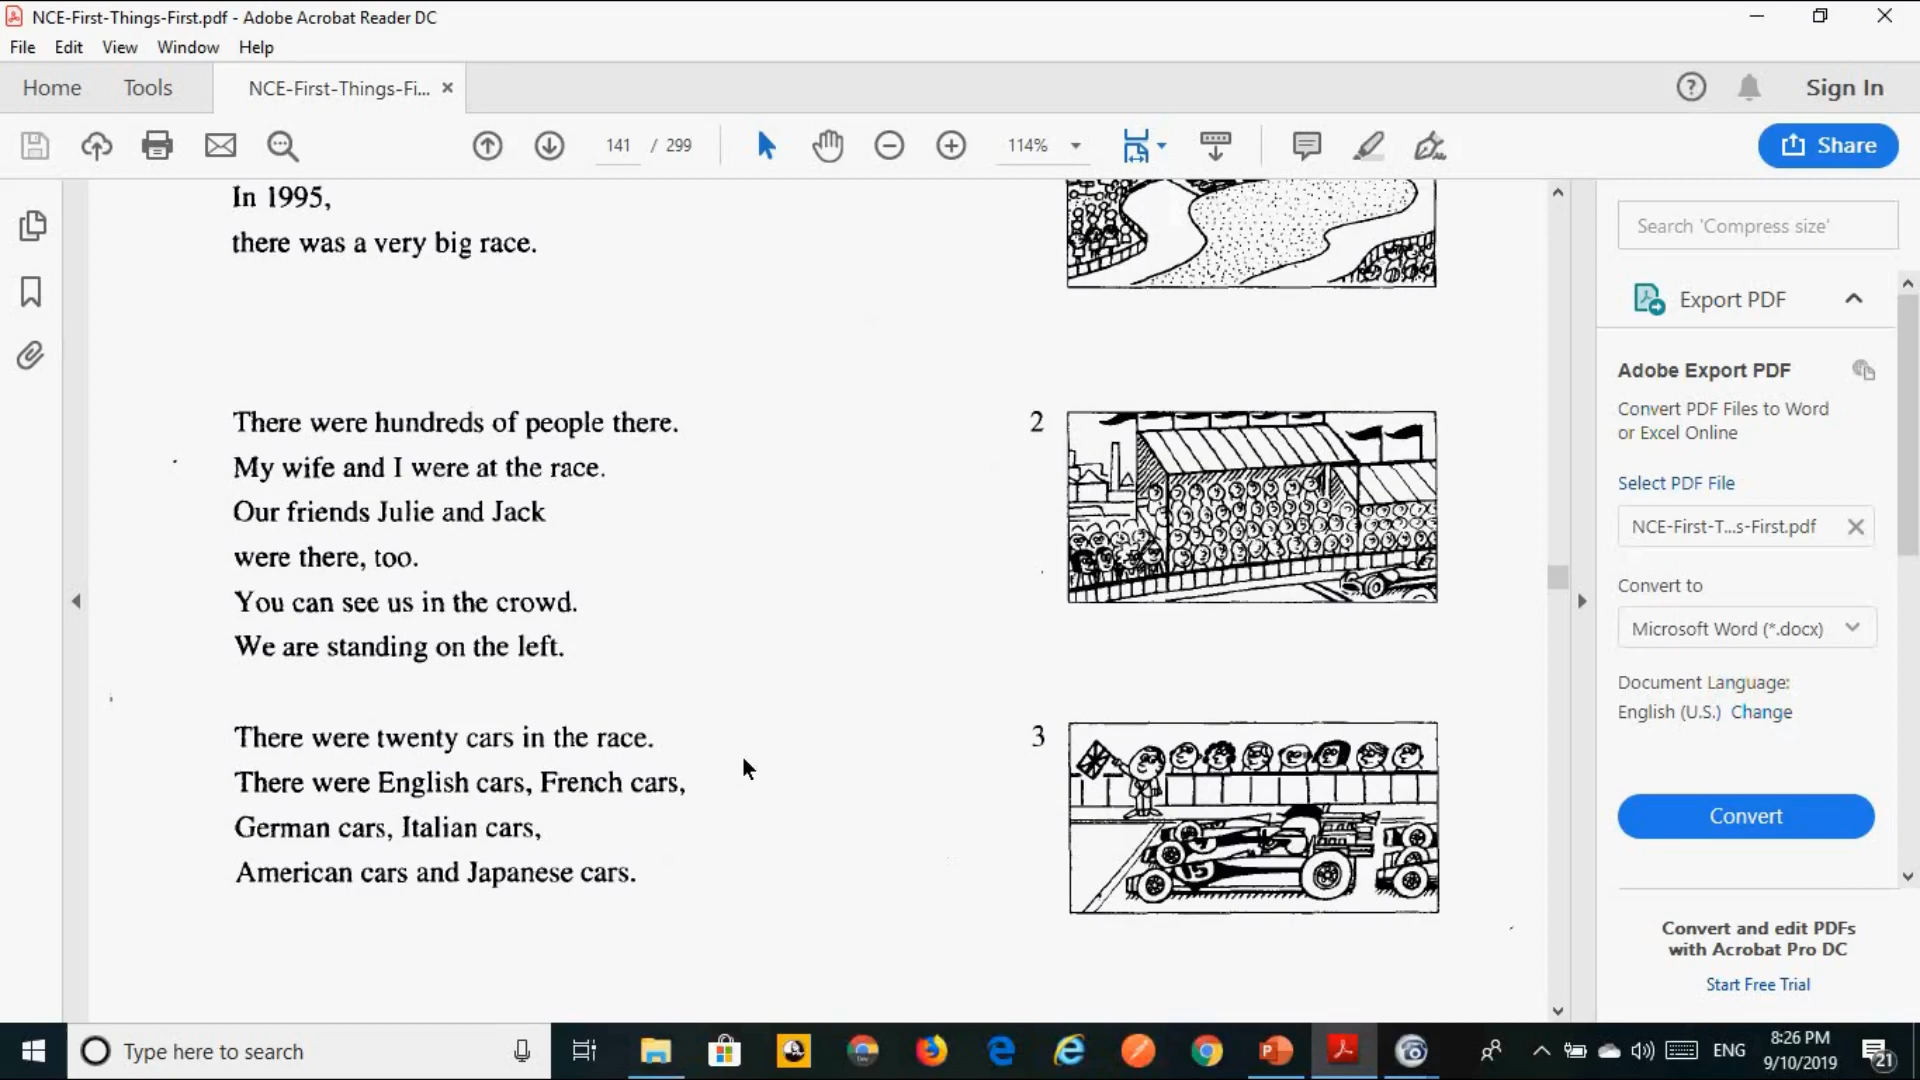 NCE-First-Things-First.pdf - Adobe Acrobat Reader DC
File Edit View Window Help
Home Tools NCE-First-Things-Fi... Sign In
141 / 299 114% Share
In 1995,
there was a very big race.
There were hundreds of people there. 2
My wife and I were at the race.
Our friends Julie and Jack
were there, too.
You can see us in the crowd.
We are standing on the left.
There were twenty cars in the race. 3
There were English cars, French cars,
German cars, Italian cars,
American cars and Japanese cars.
15
Search 'Compress size'
Export PDF
Adobe Export PDF
Convert PDF Files to Word
or Excel Online
Select PDF File
NCE-First-T...s-First.pdf
Convert to
Microsoft Word (*.docx)
Document Language:
English (U.S.) Change
Convert
Convert and edit PDFs
with Acrobat Pro DC
Start Free Trial
Type here to search
ENG
8:26 PM
9/10/2019
21